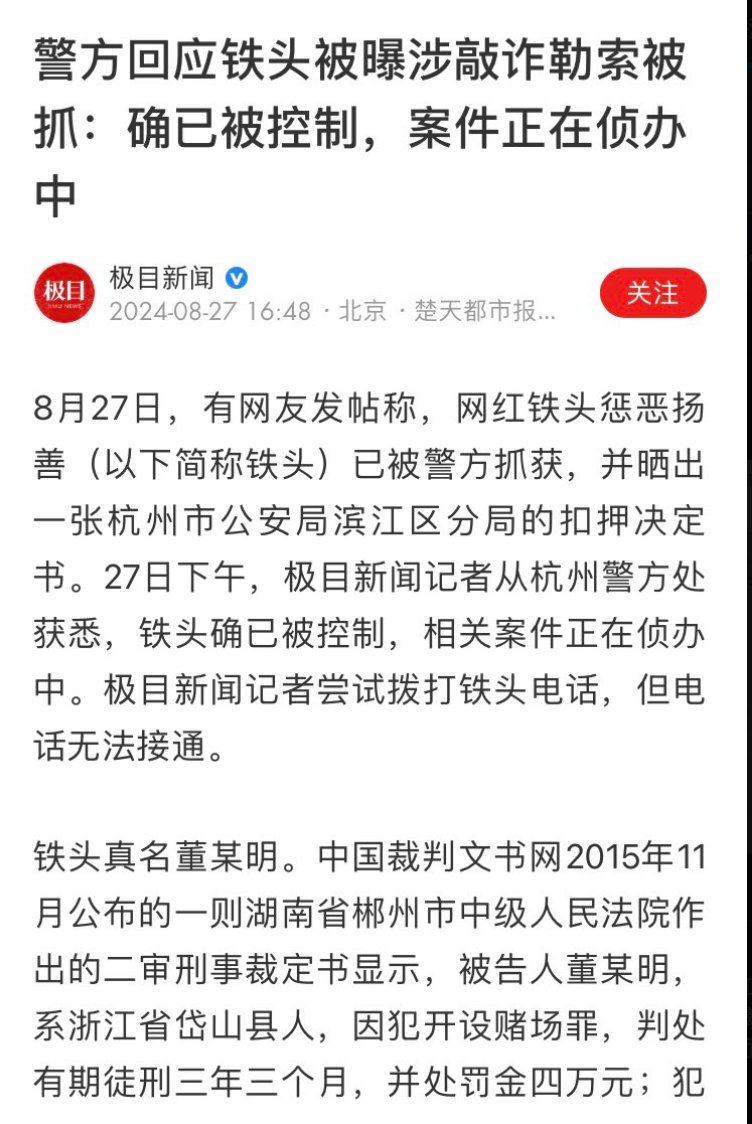 警方回应铁头被曝涉敲诈勒索被
抓：确已被控制，案件正在侦办
中
极目
极目新闻
关注
2024-08-27 16:48 · 北京 · 楚天都市报...
8月27日，有网友发帖称，网红铁头惩恶扬
善（以下简称铁头）已被警方抓获，并晒出
一张杭州市公安局滨江区分局的扣押决定
书。27日下午，极目新闻记者从杭州警方处
获悉，铁头确已被控制，相关案件正在侦办
中。极目新闻记者尝试拨打铁头电话，但电
话无法接通。
铁头真名董某明。中国裁判文书网2015年11
月公布的一则湖南省郴州市中级人民法院作
出的二审刑事裁定书显示，被告人董某明，
系浙江省岱山县人，因犯开设赌场罪，判处
有期徒刑三年三个月，并处罚金四万元；犯